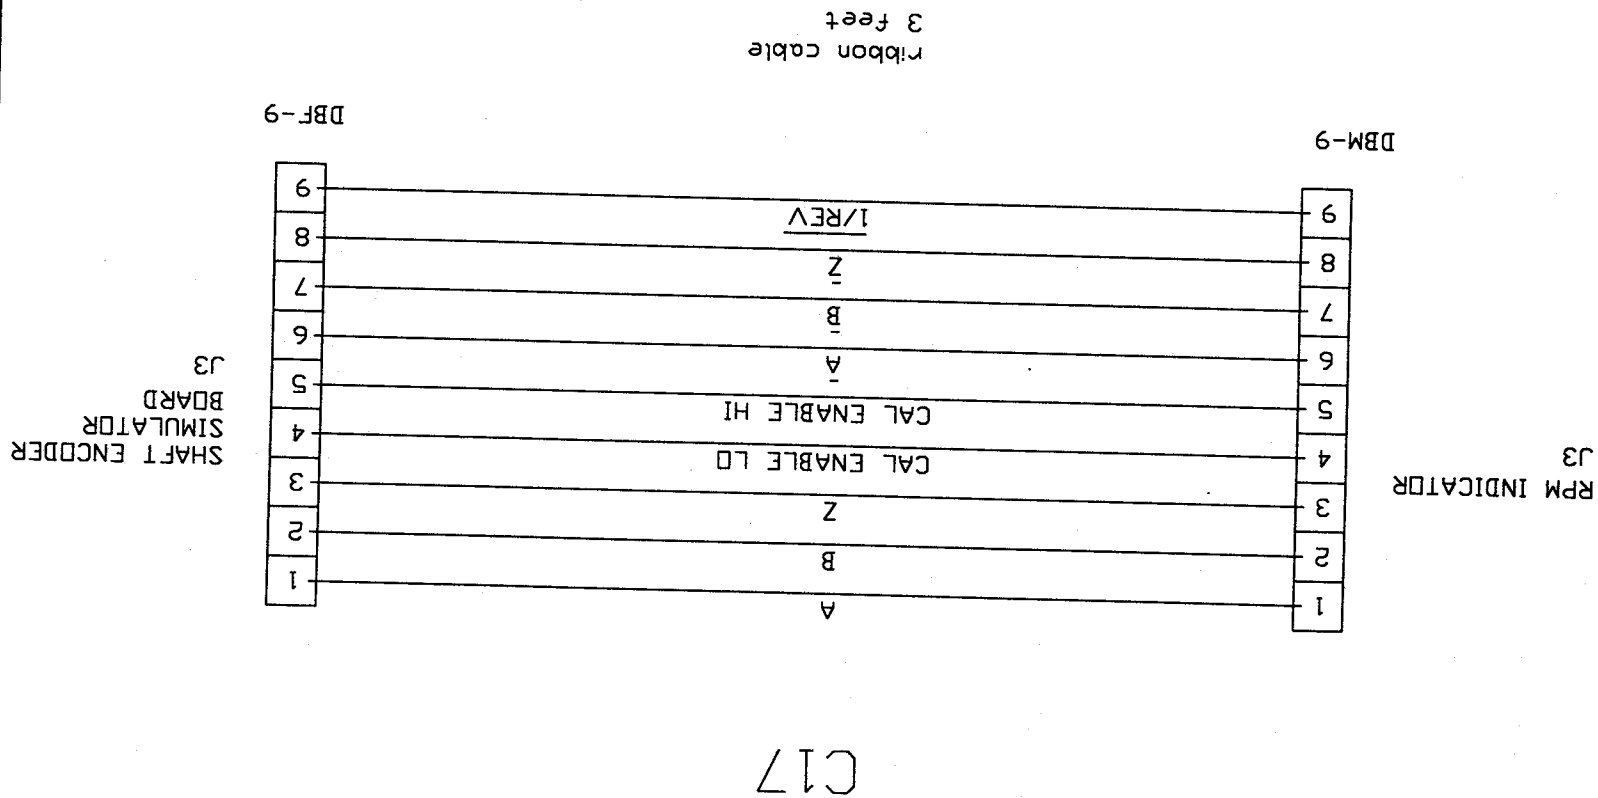 C17
RPM INDICATOR
J3
1 A 1
2 B 2
3 Z 3
4 CAL ENABLE LO 4
5 CAL ENABLE HI 5
6 A̅ 6
7 B̅ 7
8 Z̅ 8
9 1̅/̅R̅E̅V̅ 9
SHAFT ENCODER
SIMULATOR
BOARD
J3
DBM-9
DBF-9
ribbon cable
3 feet